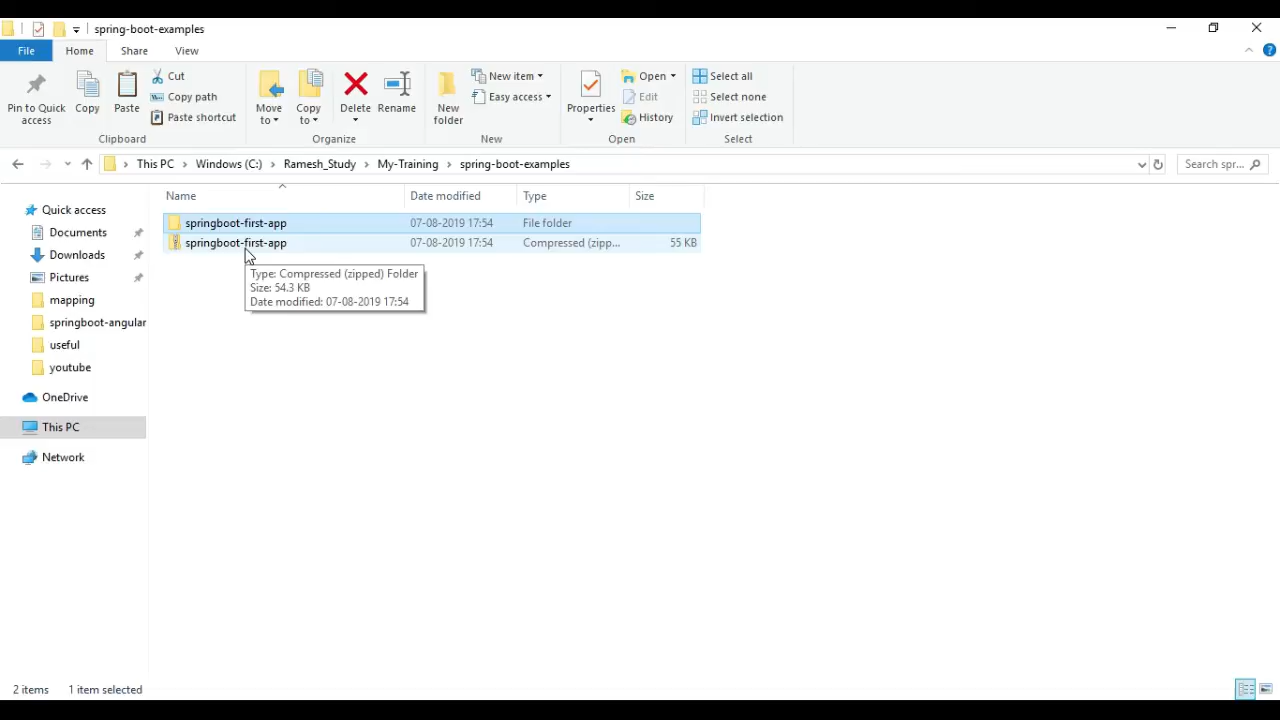 spring-boot-examples
File Home Share View
Pin to Quick access
Copy
Paste
Cut
Copy path
Paste shortcut
Clipboard
Move to
Copy to
Delete
Rename
Organize
New folder
New item
Easy access
New
Properties
Open
Edit
History
Open
Select all
Select none
Invert selection
Select
This PC Windows (C:) Ramesh_Study My-Training spring-boot-examples
Search spr...
Name Date modified Type Size
springboot-first-app 07-08-2019 17:54 File folder
springboot-first-app 07-08-2019 17:54 Compressed (zipp... 55 KB
Type: Compressed (zipped) Folder
Size: 54.3 KB
Date modified: 07-08-2019 17:54
Quick access
Documents
Downloads
Pictures
mapping
springboot-angular
useful
youtube
OneDrive
This PC
Network
2 items 1 item selected